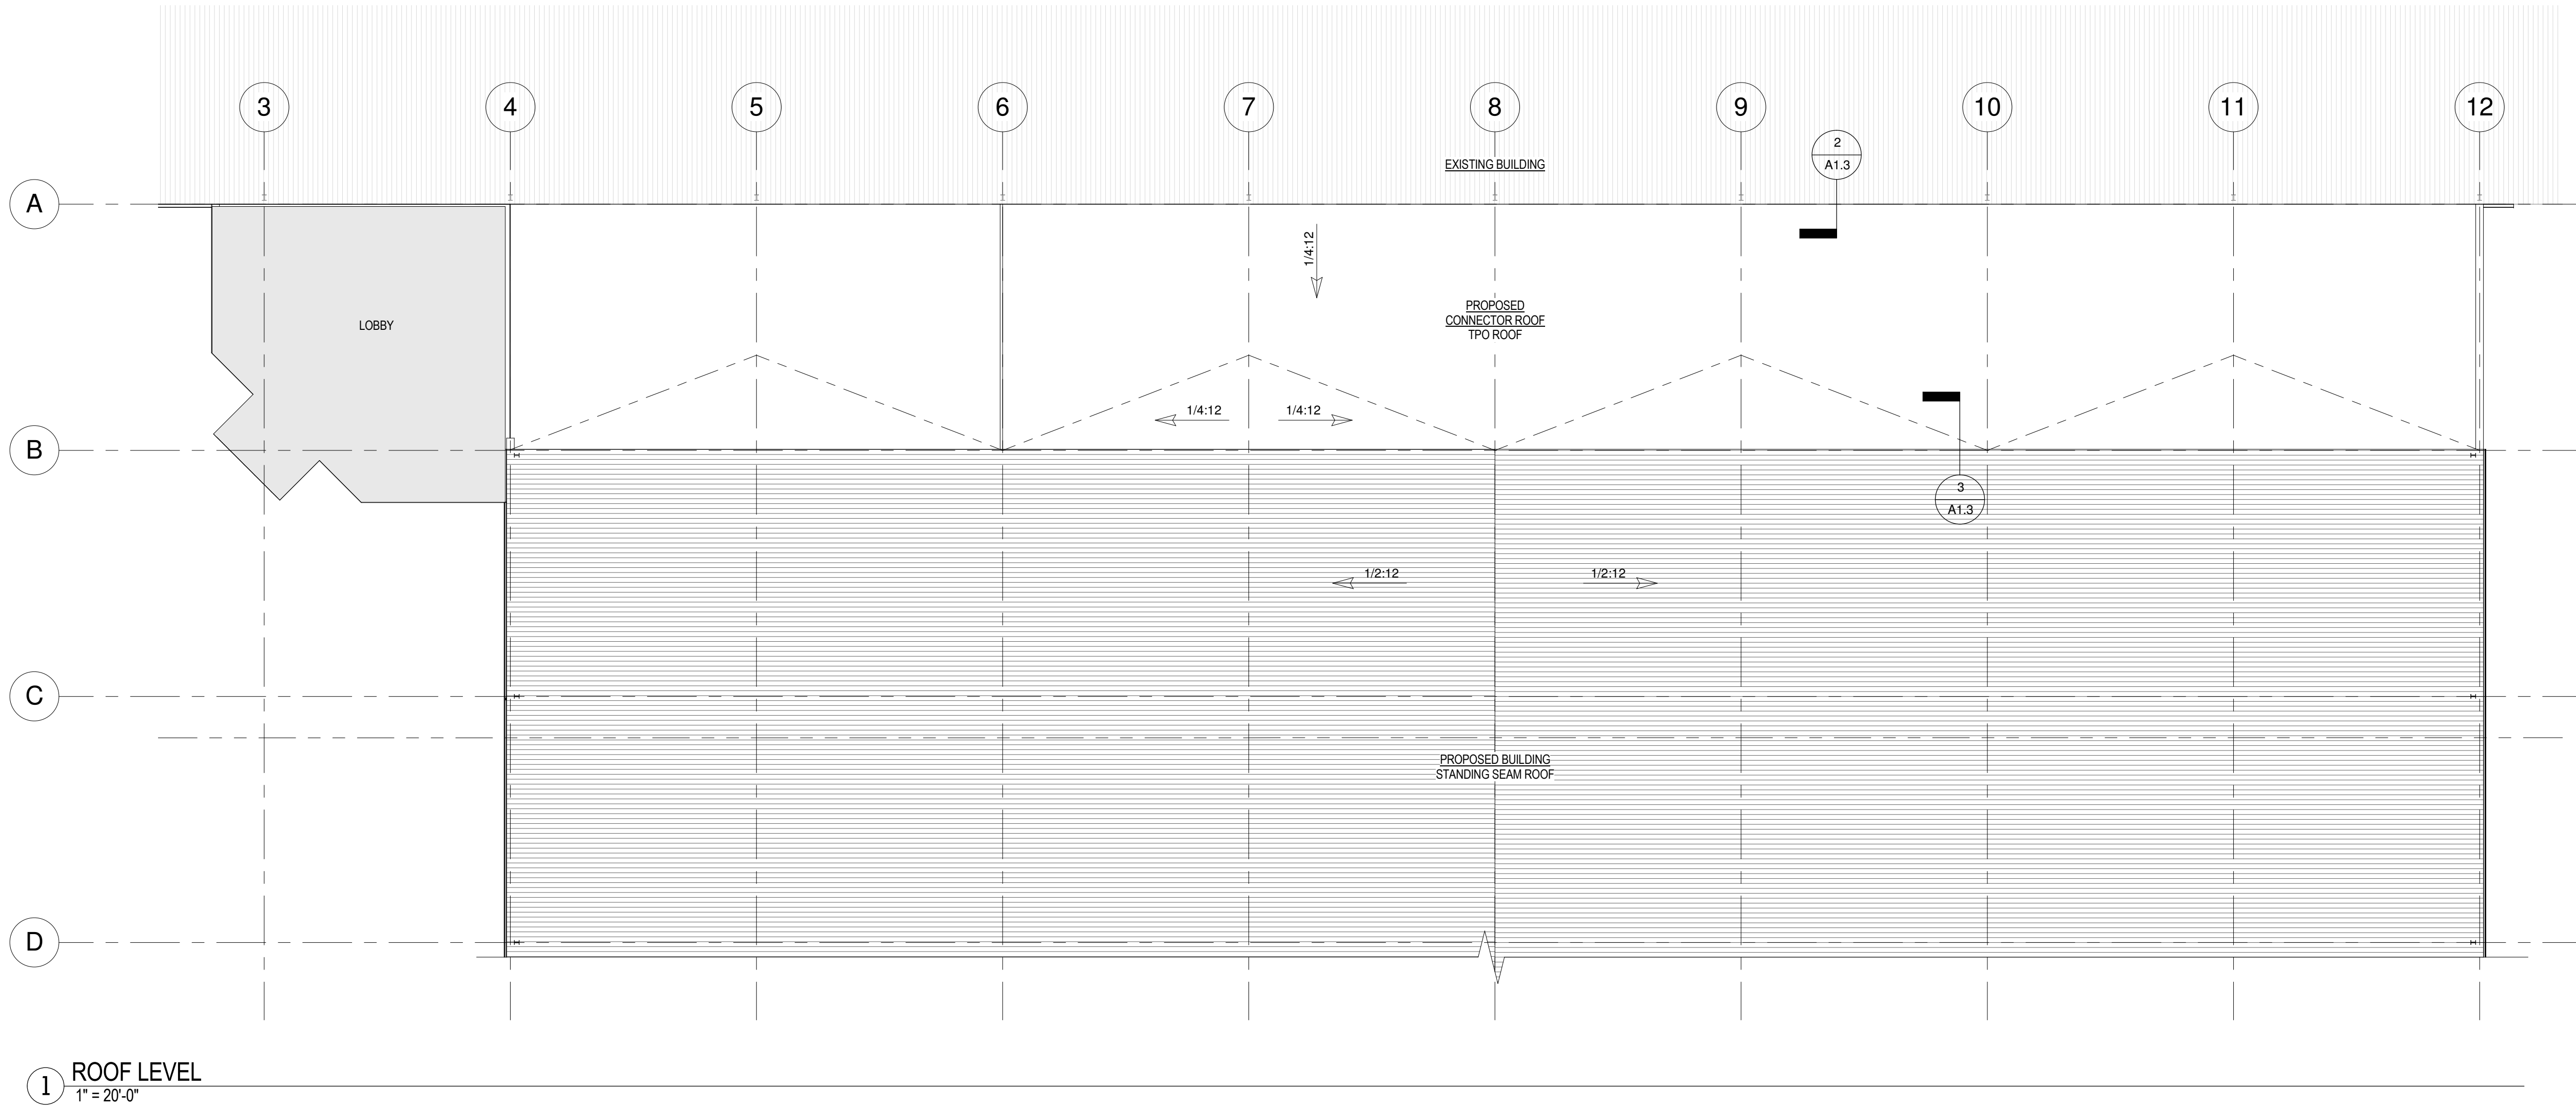 3
4
5
6
7
8
9
10
11
12
EXISTING BUILDING
2
A1.3
A
1/4:12
PROPOSED
CONNECTOR ROOF
TPO ROOF
LOBBY
1/4:12
1/4:12
B
3
A1.3
1/2:12
1/2:12
C
PROPOSED BUILDING
STANDING SEAM ROOF
D
1
ROOF LEVEL
1" = 20'-0"